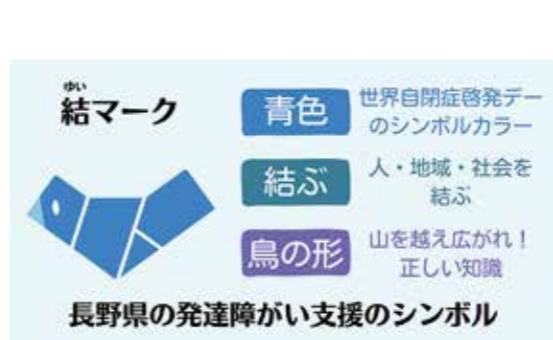 ゆい
結マーク
青色
世界自閉症啓発デー
のシンボルカラー
結ぶ
人・地域・社会を
結ぶ
鳥の形
山を越え広がれ！
正しい知識
長野県の発達障がい支援のシンボル